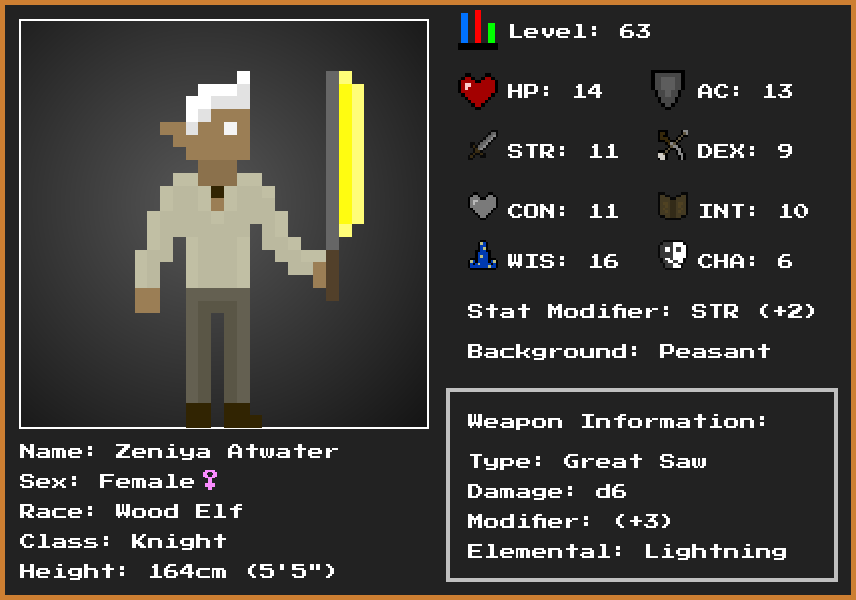 Level: 63
HP: 14
AC: 13
STR: 11
DEX: 9
CON: 11
INT: 10
WIS: 16
CHA: 6
Stat Modifier: STR (+2)
Background: Peasant
Name: Zeniya Atwater
Sex: Female♀
Race: Wood Elf
Class: Knight
Height: 164cm (5'5")
Weapon Information:
Type: Great Saw
Damage: d6
Modifier: (+3)
Elemental: Lightning